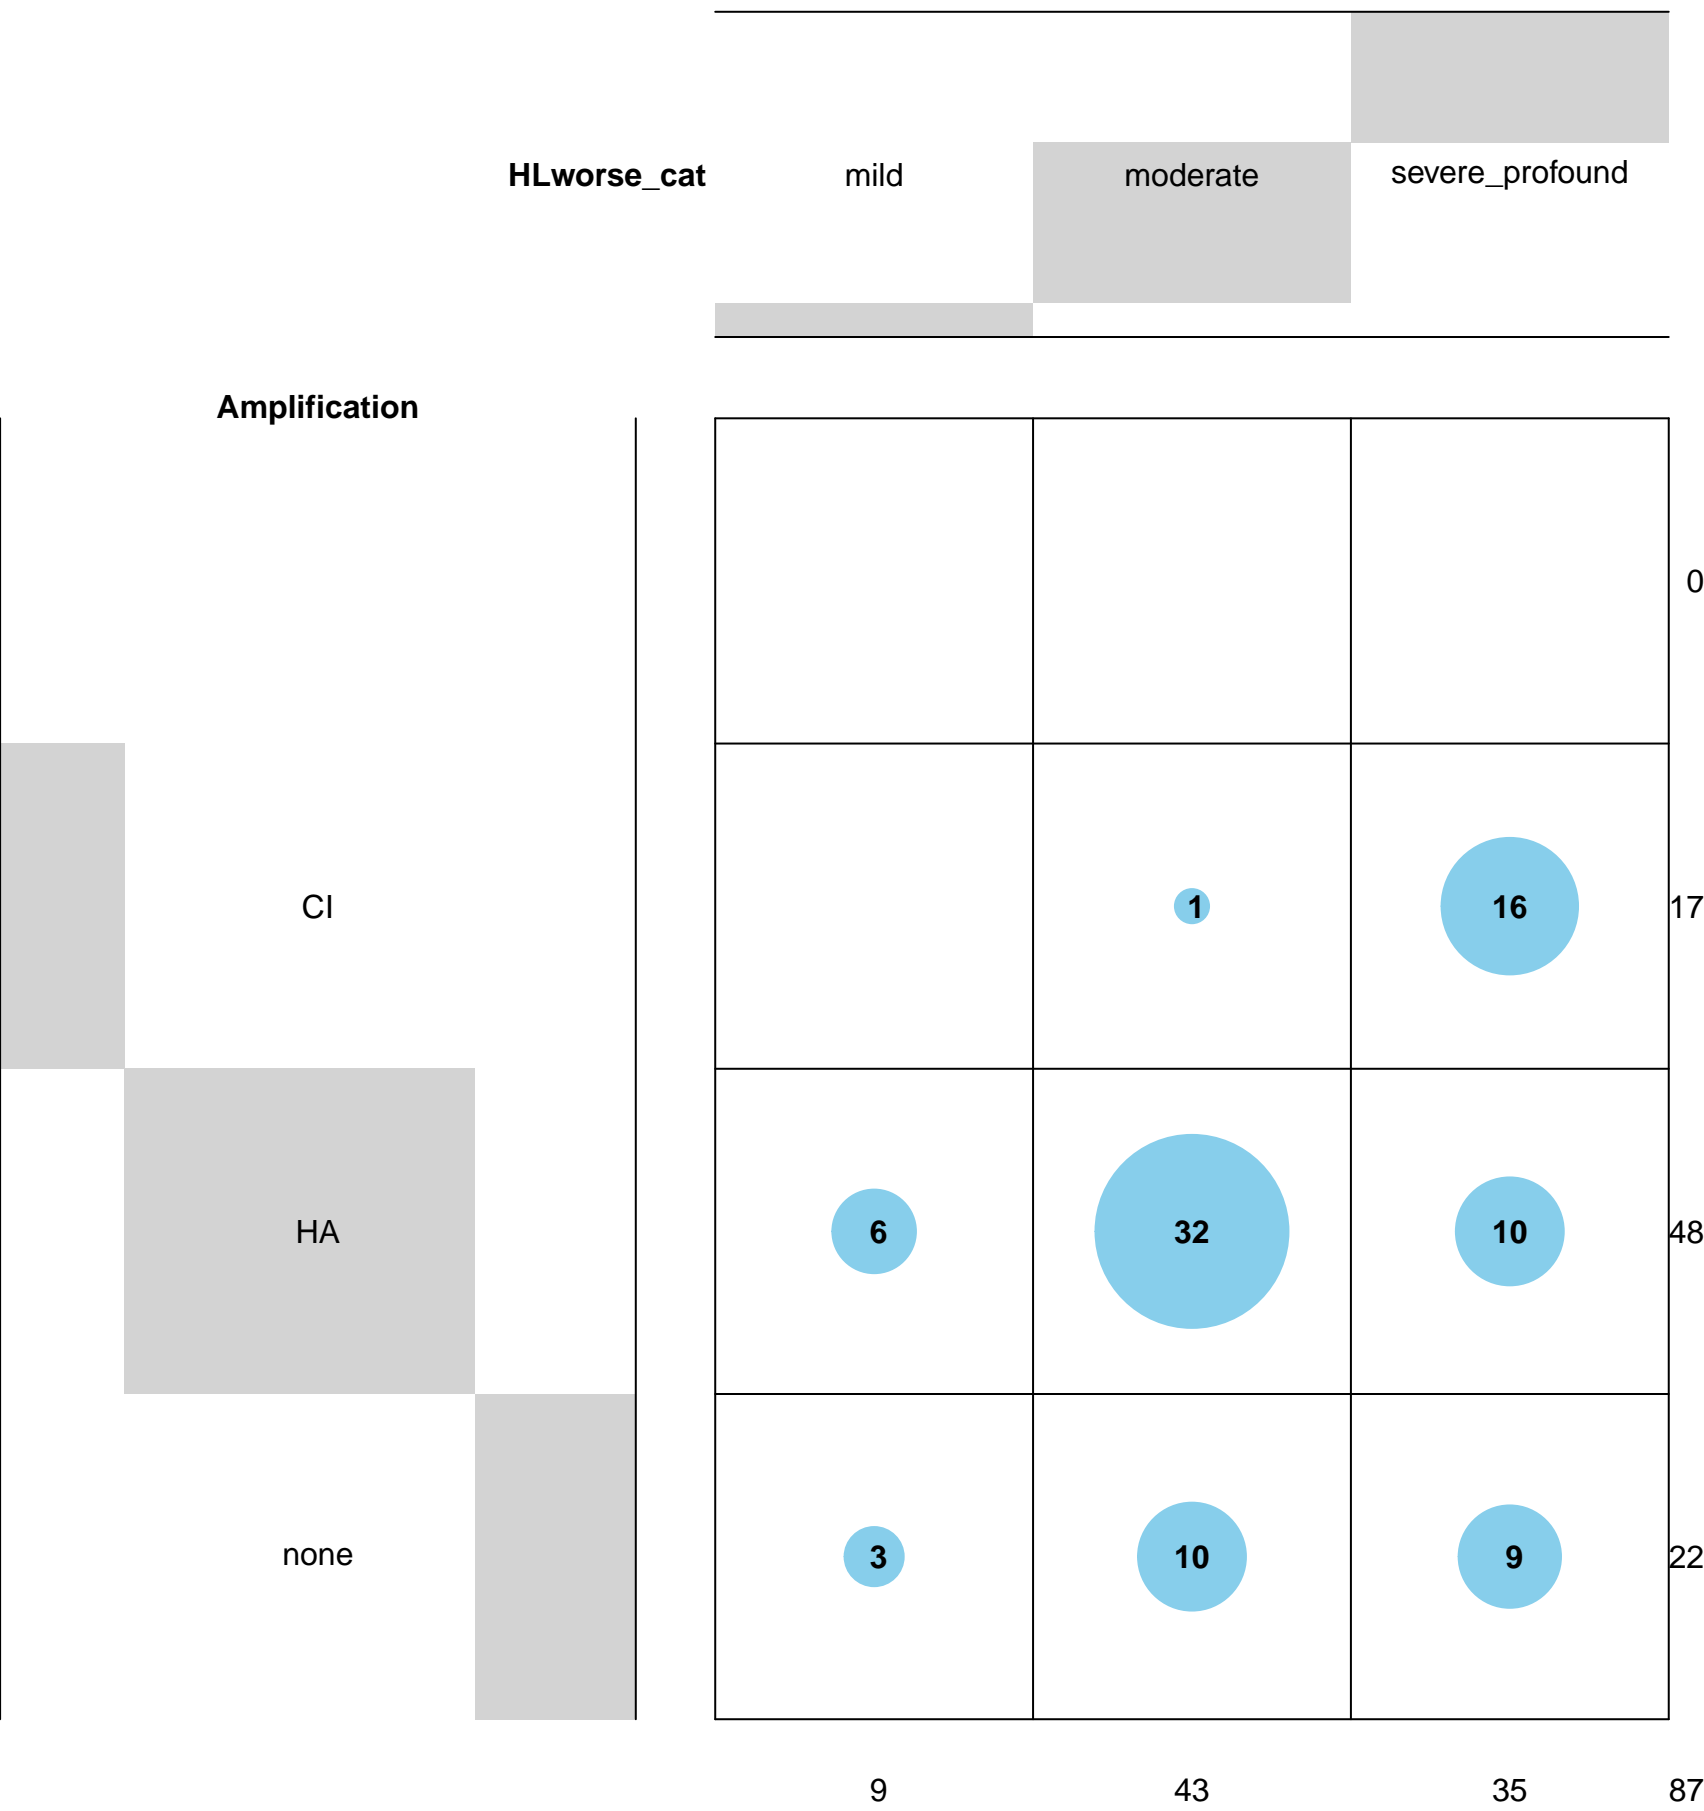 HLworse_cat mild moderate severe_profound
Amplification
0
CI 1 16 17
HA 6 32 10 48
none 3 10 9 22
9 43 35 87